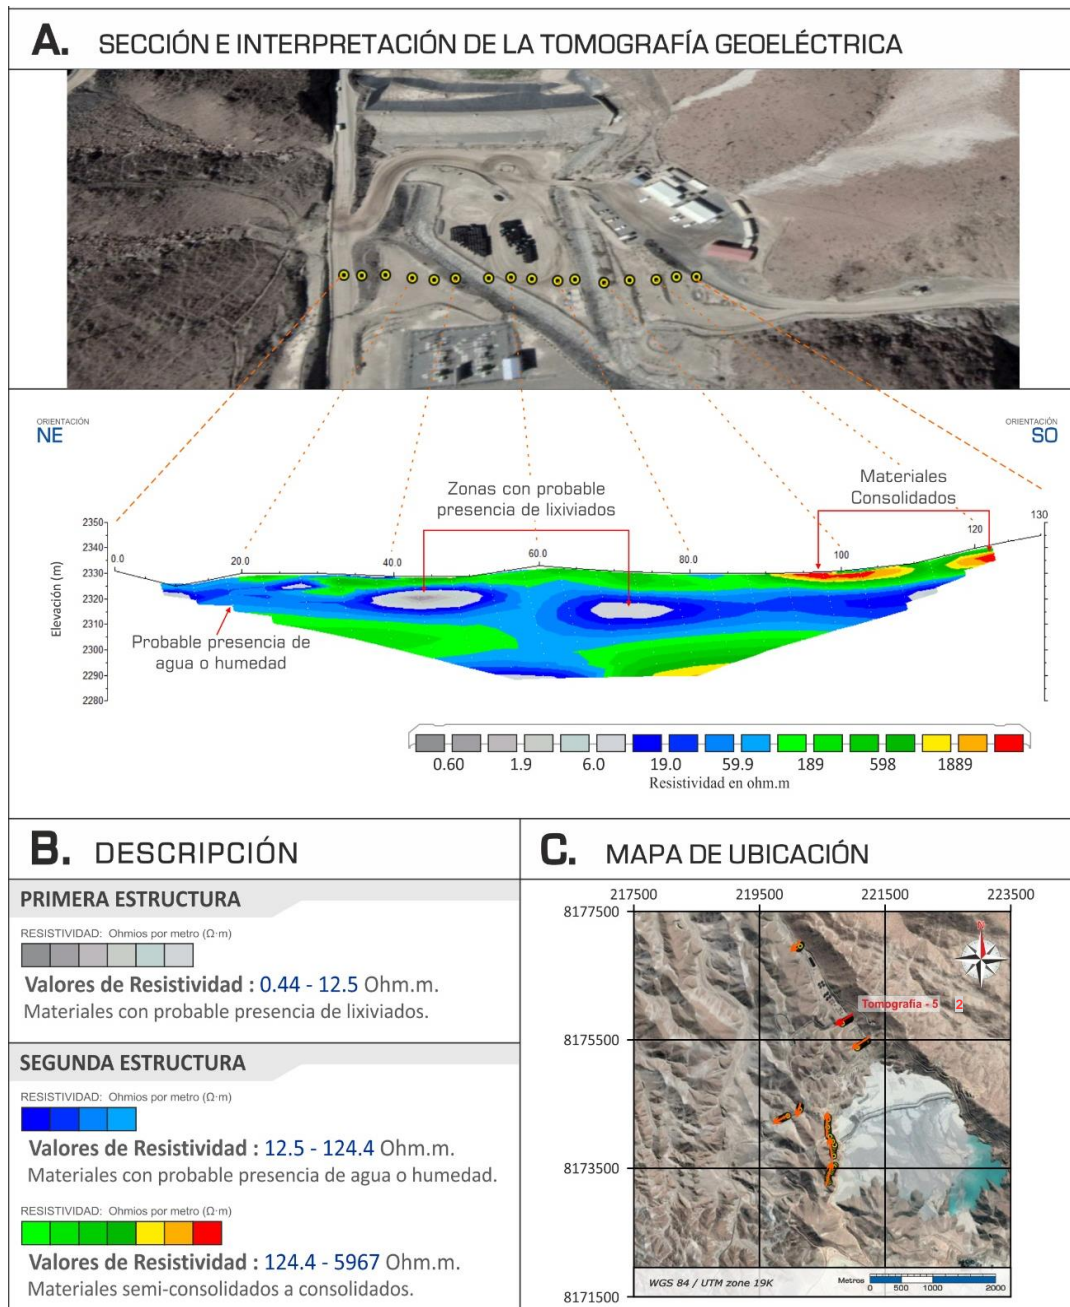 A. SECCIÓN E INTERPRETACIÓN DE LA TOMOGRAFÍA GEOELÉCTRICA
ORIENTACIÓN
NE
ORIENTACIÓN
SO
Zonas con probable
presencia de lixiviados
Materiales
Consolidados
Elevación (m)
2350
2340
2330
2320
2310
2300
2290
2280
0.0
20.0
40.0
60.0
80.0
100
120
130
Probable presencia de
agua o humedad
0.60 1.9 6.0 19.0 59.9 189 598 1889
Resistividad en ohm.m
B. DESCRIPCIÓN
PRIMERA ESTRUCTURA
RESISTIVIDAD: Ohmios por metro (Ω·m)
Valores de Resistividad : 0.44 - 12.5 Ohm.m.
Materiales con probable presencia de lixiviados.
SEGUNDA ESTRUCTURA
RESISTIVIDAD: Ohmios por metro (Ω·m)
Valores de Resistividad : 12.5 - 124.4 Ohm.m.
Materiales con probable presencia de agua o humedad.
RESISTIVIDAD: Ohmios por metro (Ω·m)
Valores de Resistividad : 124.4 - 5967 Ohm.m.
Materiales semi-consolidados a consolidados.
C. MAPA DE UBICACIÓN
217500 219500 221500 223500
8177500
8175500
8173500
8171500
N
Tomografia - 5 2
WGS 84 / UTM zone 19K
Metros
0 500 1000 2000